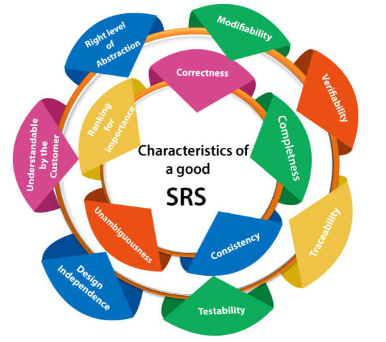 Characteristics of
a good
SRS
Correctness
Completness
Consistency
Unambiguousness
Ranking
for
Importance
Modifiability
Verifiability
Traceability
Testability
Design
Independence
Understandable
by the
Customer
Right level
of
Abstraction